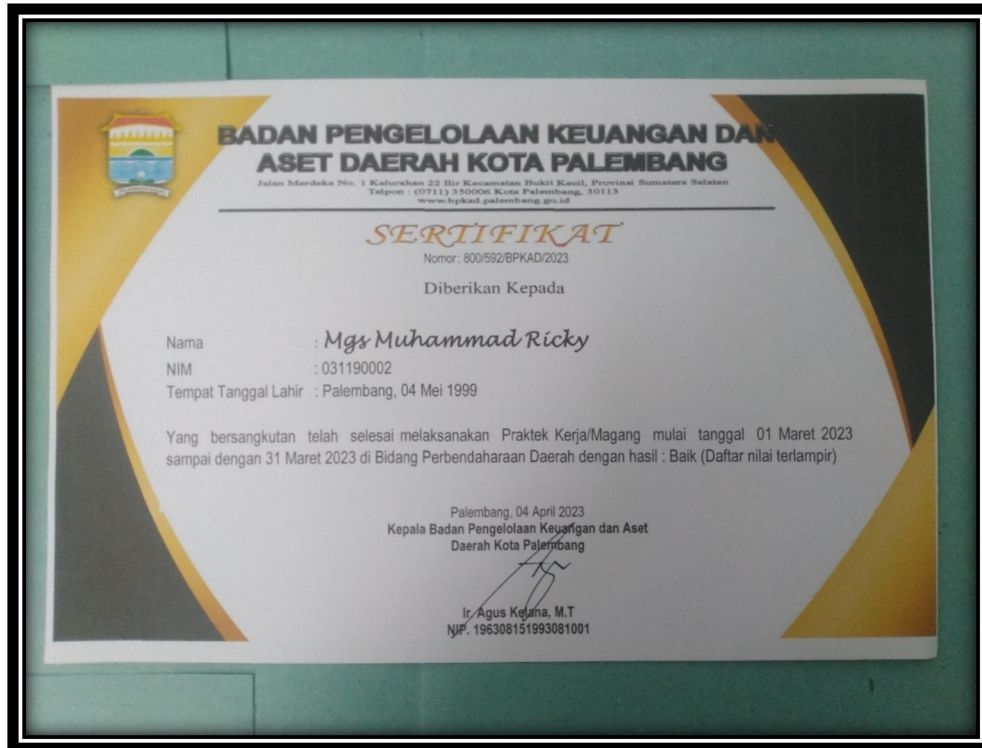 BADAN PENGELOLAAN KEUANGAN DAN
ASET DAERAH KOTA PALEMBANG
Jalan Merdeka No. 1 Kelurahan 22 Ilir Kecamatan Bukit Kecil, Provinsi Sumatera Selatan
Telpon : (0711) 350006 Kota Palembang, 30113
www.bpkad.palembang.go.id
SERTIFIKAT
Nomor : 800/592/BPKAD/2023
Diberikan Kepada
Nama : Mgs Muhammad Ricky
NIM : 031190002
Tempat Tanggal Lahir : Palembang, 04 Mei 1999
Yang bersangkutan telah selesai melaksanakan Praktek Kerja/Magang mulai tanggal 01 Maret 2023
sampai dengan 31 Maret 2023 di Bidang Perbendaharaan Daerah dengan hasil : Baik (Daftar nilai terlampir)
Palembang, 04 April 2023
Kepala Badan Pengelolaan Keuangan dan Aset
Daerah Kota Palembang
Ir. Agus Kelana, M.T
NIP. 196308151993081001